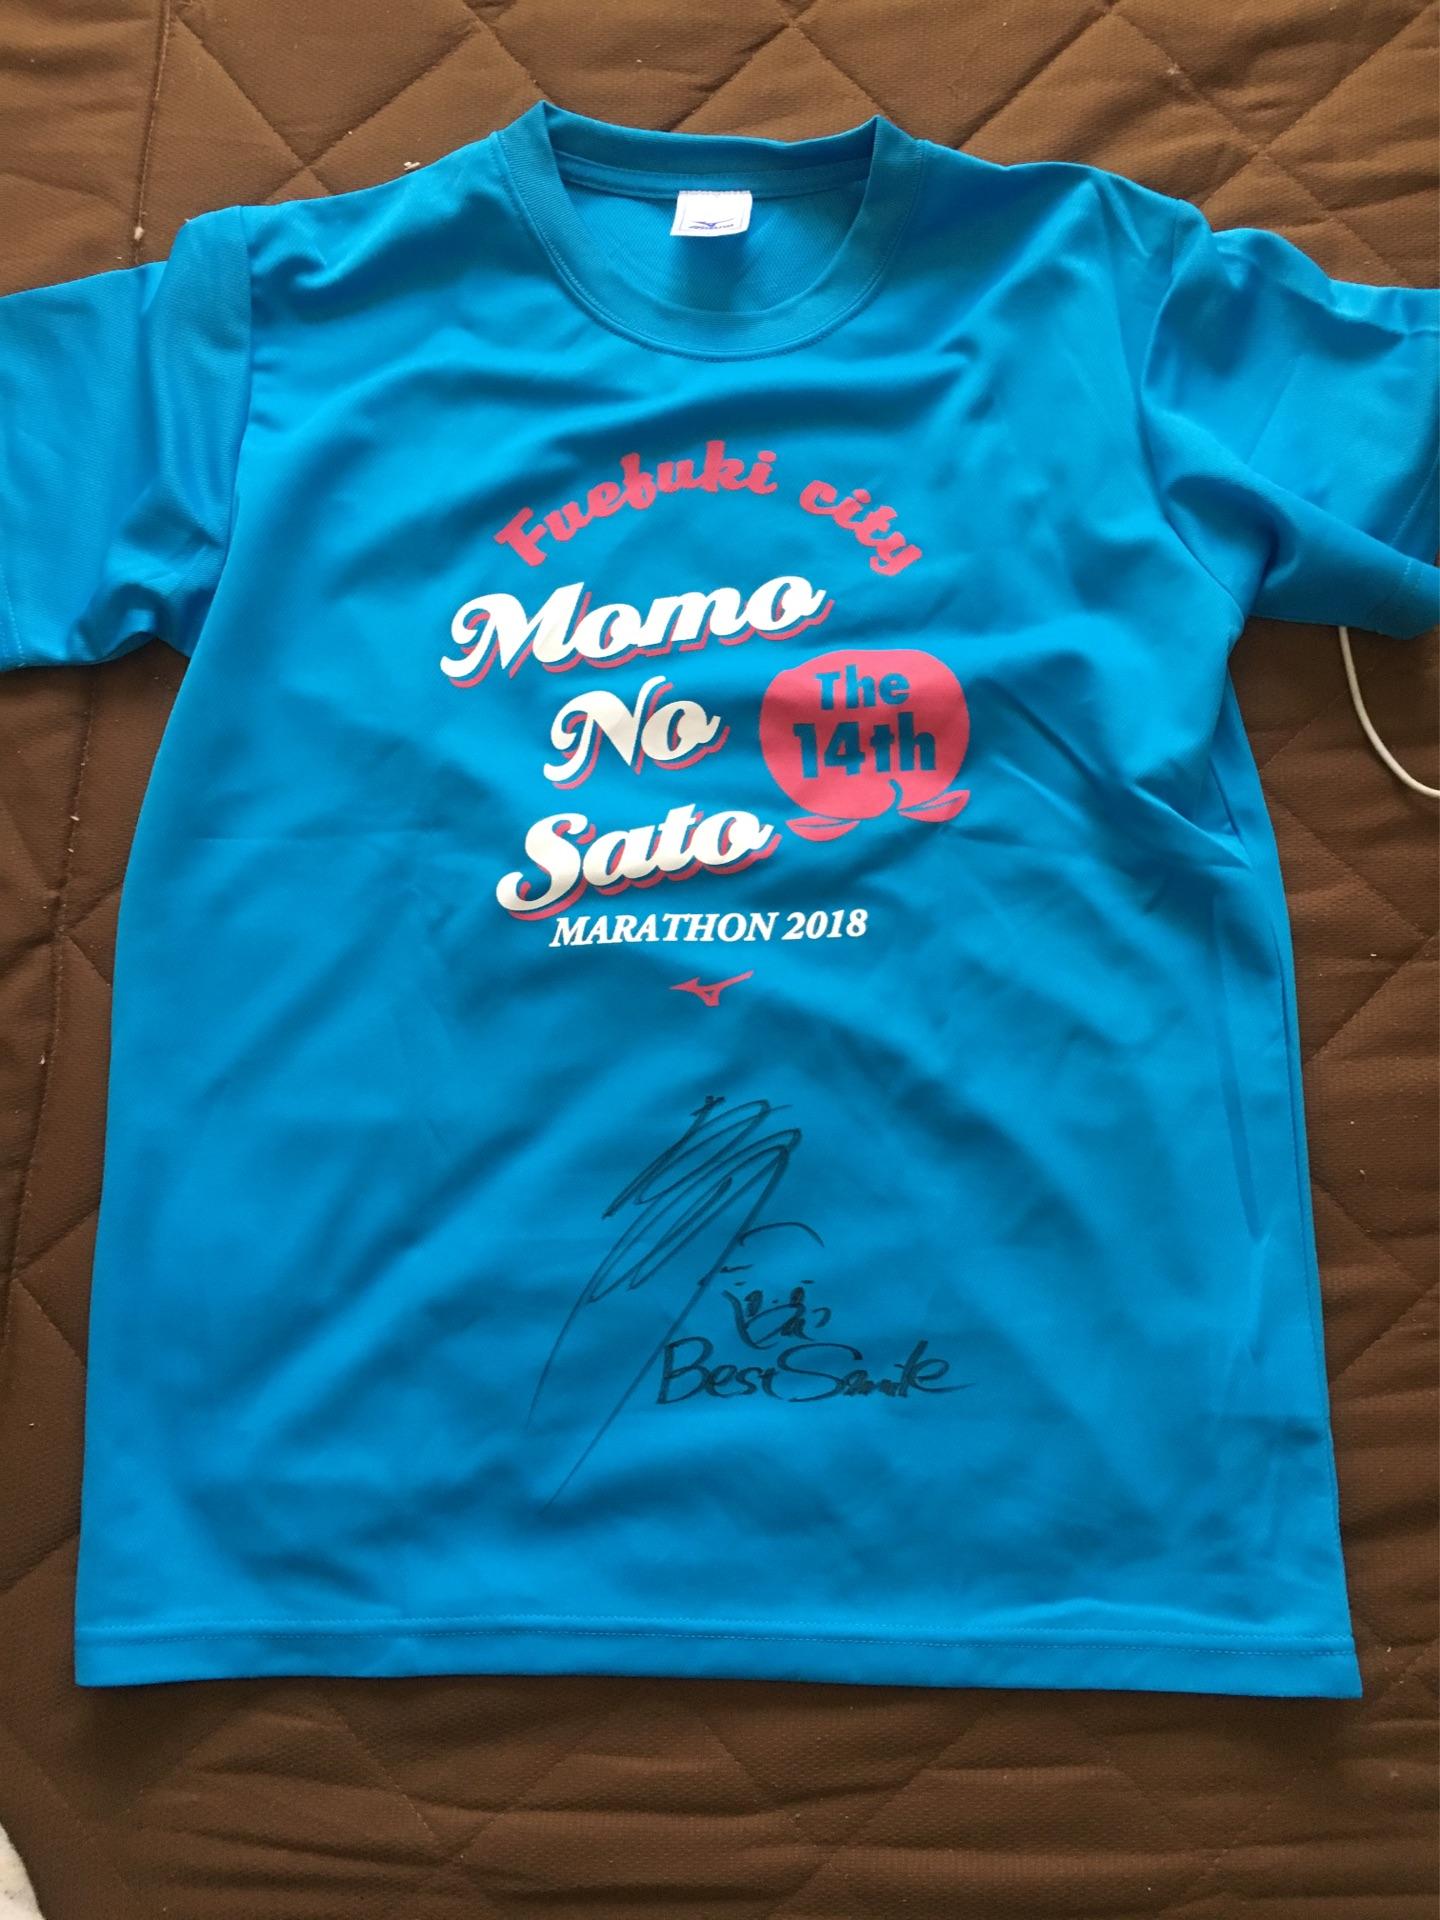 Fuefuki city
Momo
No
Sato
The
14th
MARATHON 2018
Best Smile